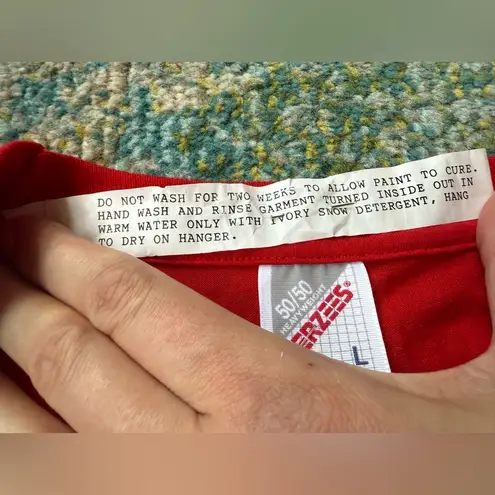 DO NOT WASH FOR TWO WEEKS TO ALLOW PAINT TO CURE.
HAND WASH AND RINSE GARMENT TURNED INSIDE OUT IN
WARM WATER ONLY WITH IVORY SNOW DETERGENT, HANG
TO DRY ON HANGER.
50/50
HEAVYWEIGHT
ERZEES
L